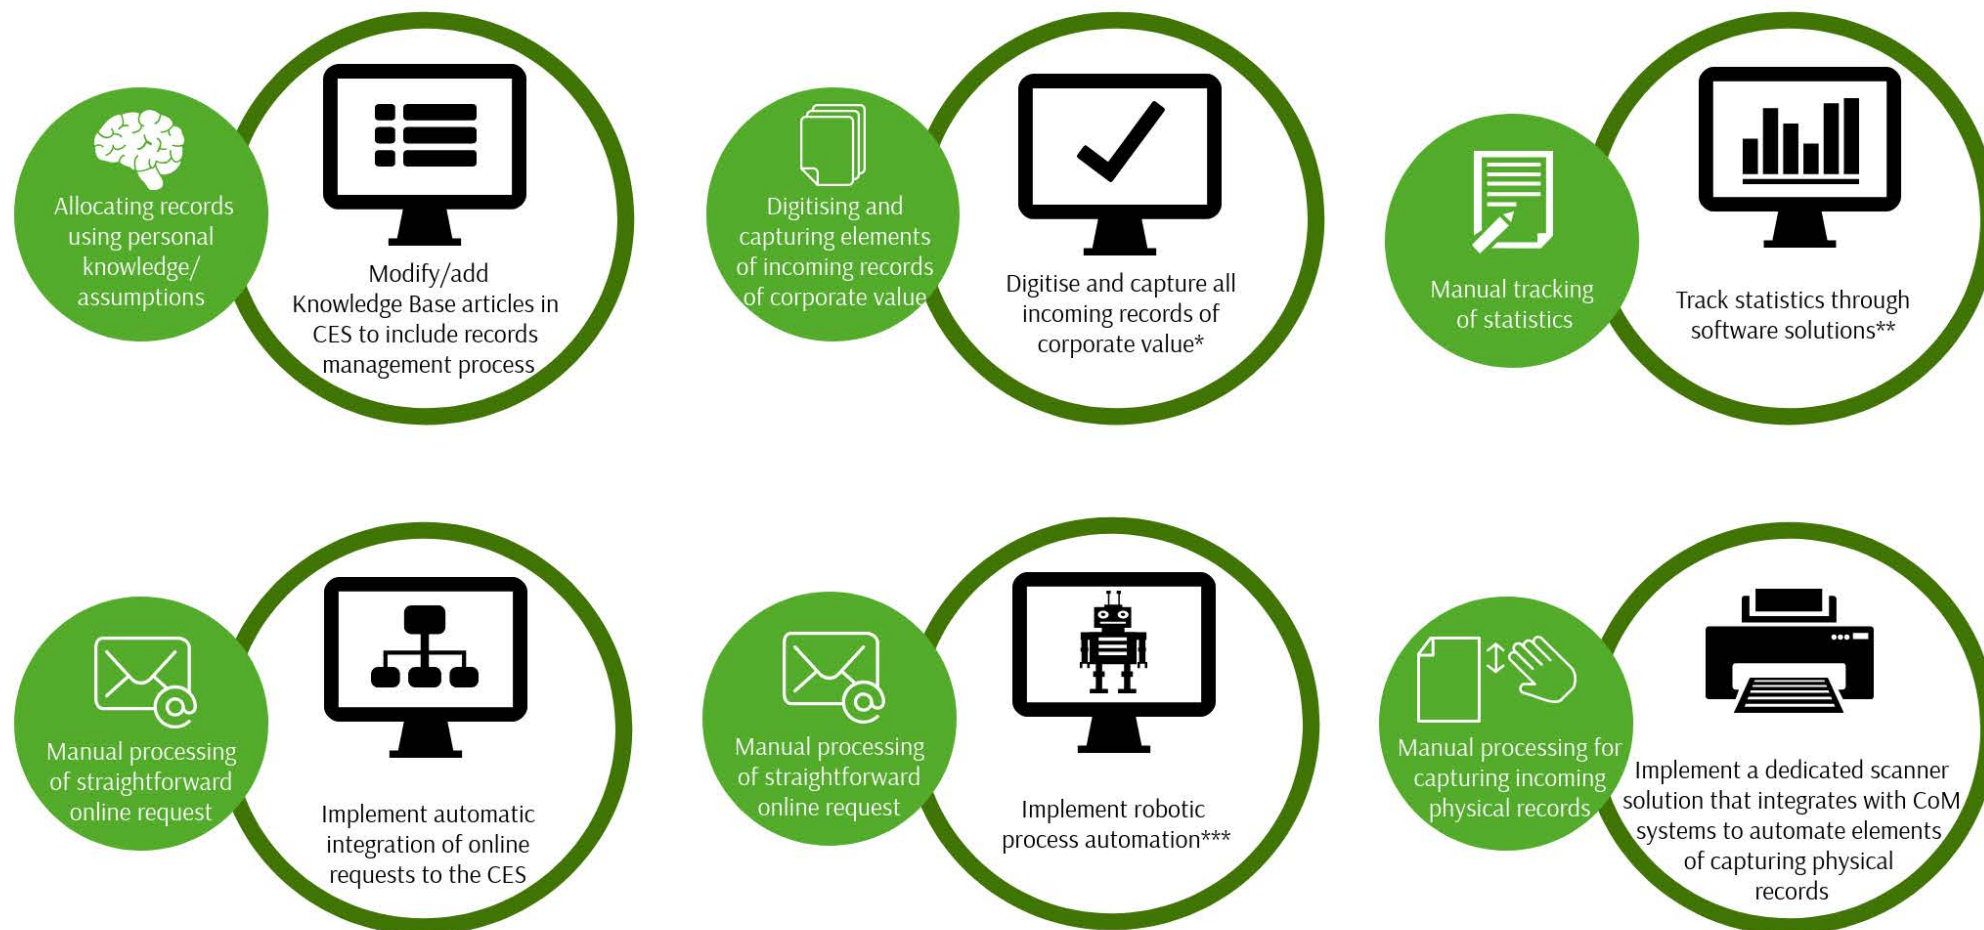 Allocating records
using personal
knowledge/
assumptions
Modify/add
Knowledge Base articles in
CES to include records
management process
Digitising and
capturing elements
of incoming records
of corporate value
Digitise and capture all
incoming records of
corporate value*
Manual tracking
of statistics
Track statistics through
software solutions**
Manual processing
of straightforward
online request
Implement automatic
integration of online
requests to the CES
Manual processing
of straightforward
online request
Implement robotic
process automation***
Manual processing for
capturing incoming
physical records
Implement a dedicated scanner
solution that integrates with CoM
systems to automate elements
of capturing physical
records